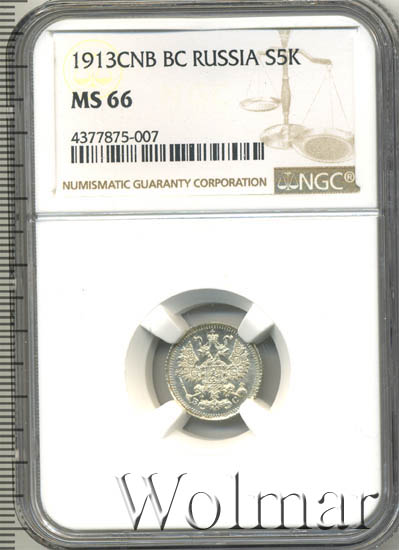 1913CNB BC RUSSIA S5K
MS 66
4377875-007
NUMISMATIC GUARANTY CORPORATION
NGC®
Wolmar